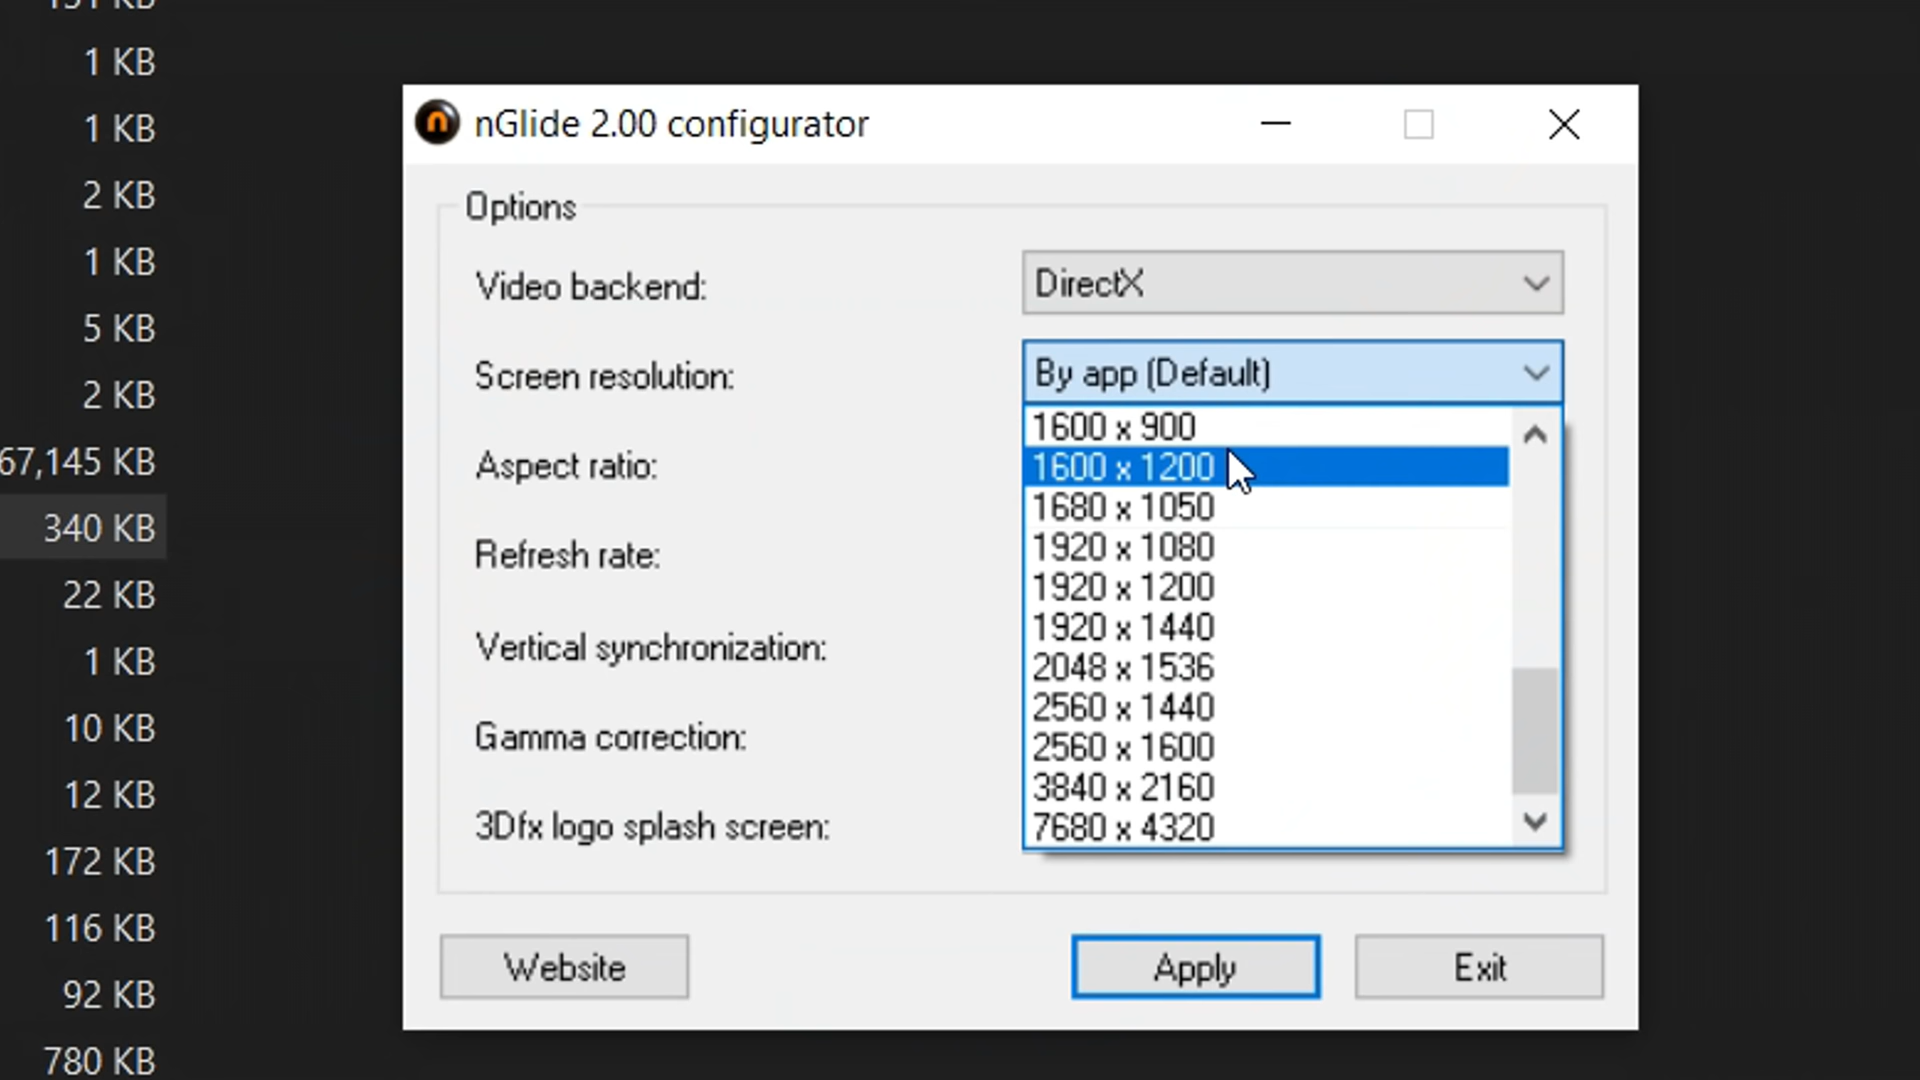 1 KB
1 KB
2 KB
1 KB
5 KB
2 KB
67,145 KB
340 KB
22 KB
1 KB
10 KB
12 KB
172 KB
116 KB
92 KB
780 KB
nGlide 2.00 configurator
Options
Video backend:
DirectX
Screen resolution:
By app (Default)
1600 x 900
1600 x 1200
1680 x 1050
1920 x 1080
1920 x 1200
1920 x 1440
2048 x 1536
2560 x 1440
2560 x 1600
3840 x 2160
7680 x 4320
Aspect ratio:
Refresh rate:
Vertical synchronization:
Gamma correction:
3Dfx logo splash screen:
Website
Apply
Exit